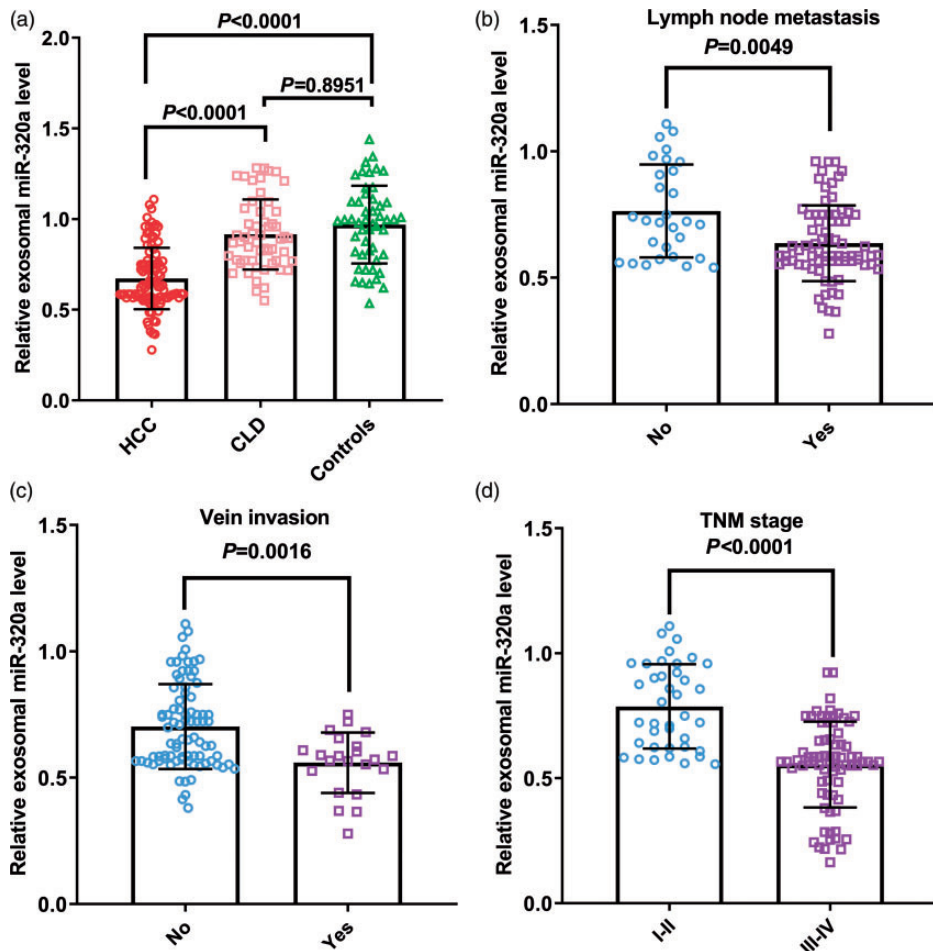 (a)
P<0.0001
P=0.8951
P<0.0001
Relative exosomal miR-320a level
2.0
1.5
1.0
0.5
0.0
HCC
CLD
Controls
(b)
Lymph node metastasis
P=0.0049
Relative exosomal miR-320a level
1.5
1.0
0.5
0.0
No
Yes
(c)
Vein invasion
P=0.0016
Relative exosomal miR-320a level
1.5
1.0
0.5
0.0
No
Yes
(d)
TNM stage
P<0.0001
Relative exosomal miR-320a level
1.5
1.0
0.5
0.0
I-II
III-IV